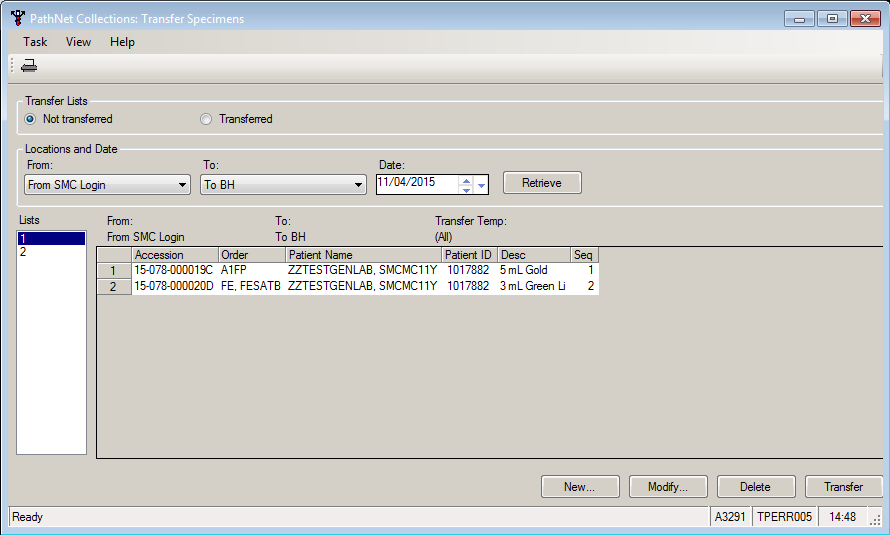 PathNet Collections: Transfer Specimens
Task View Help
Transfer Lists
Not transferred Transferred
Locations and Date
From: To: Date:
From SMC Login To BH 11/04/2015 Retrieve
Lists From: To: Transfer Temp:
From SMC Login To BH (All)
1
2
Accession Order Patient Name Patient ID Desc Seq
1 15-078-000019C A1FP ZZTESTGENLAB, SMCMC11Y 1017882 5 mL Gold 1
2 15-078-000020D FE, FESATB ZZTESTGENLAB, SMCMC11Y 1017882 3 mL Green Li 2
New... Modify... Delete Transfer
Ready A3291 TPERR005 14:48